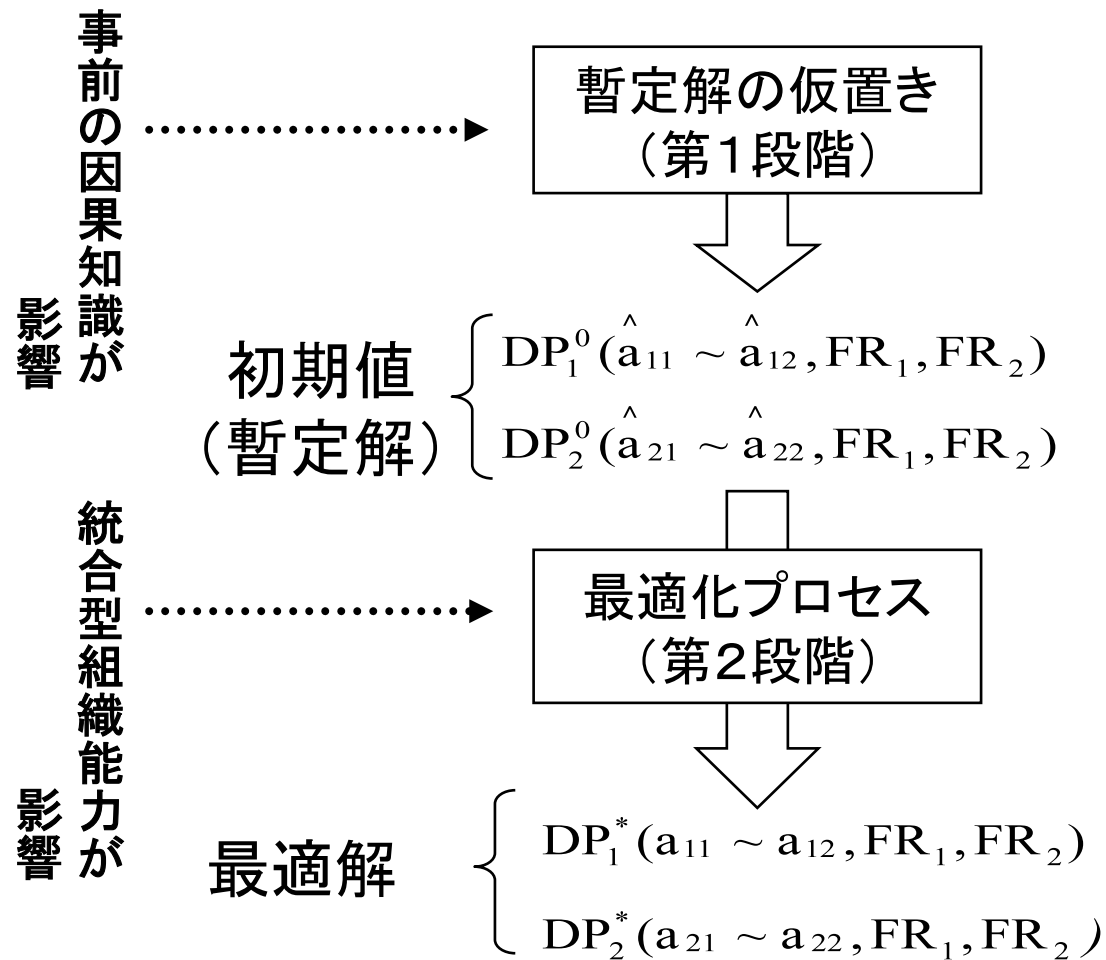 事前の因果知識が
影響
暫定解の仮置き
（第１段階）
初期値
（暫定解）
DP₁⁰(â₁₁ ~ â₁₂, FR₁, FR₂)
DP₂⁰(â₂₁ ~ â₂₂, FR₁, FR₂)
統合型組織能力が
影響
最適化プロセス
（第２段階）
最適解
DP₁*(a₁₁ ~ a₁₂, FR₁, FR₂)
DP₂*(a₂₁ ~ a₂₂, FR₁, FR₂)